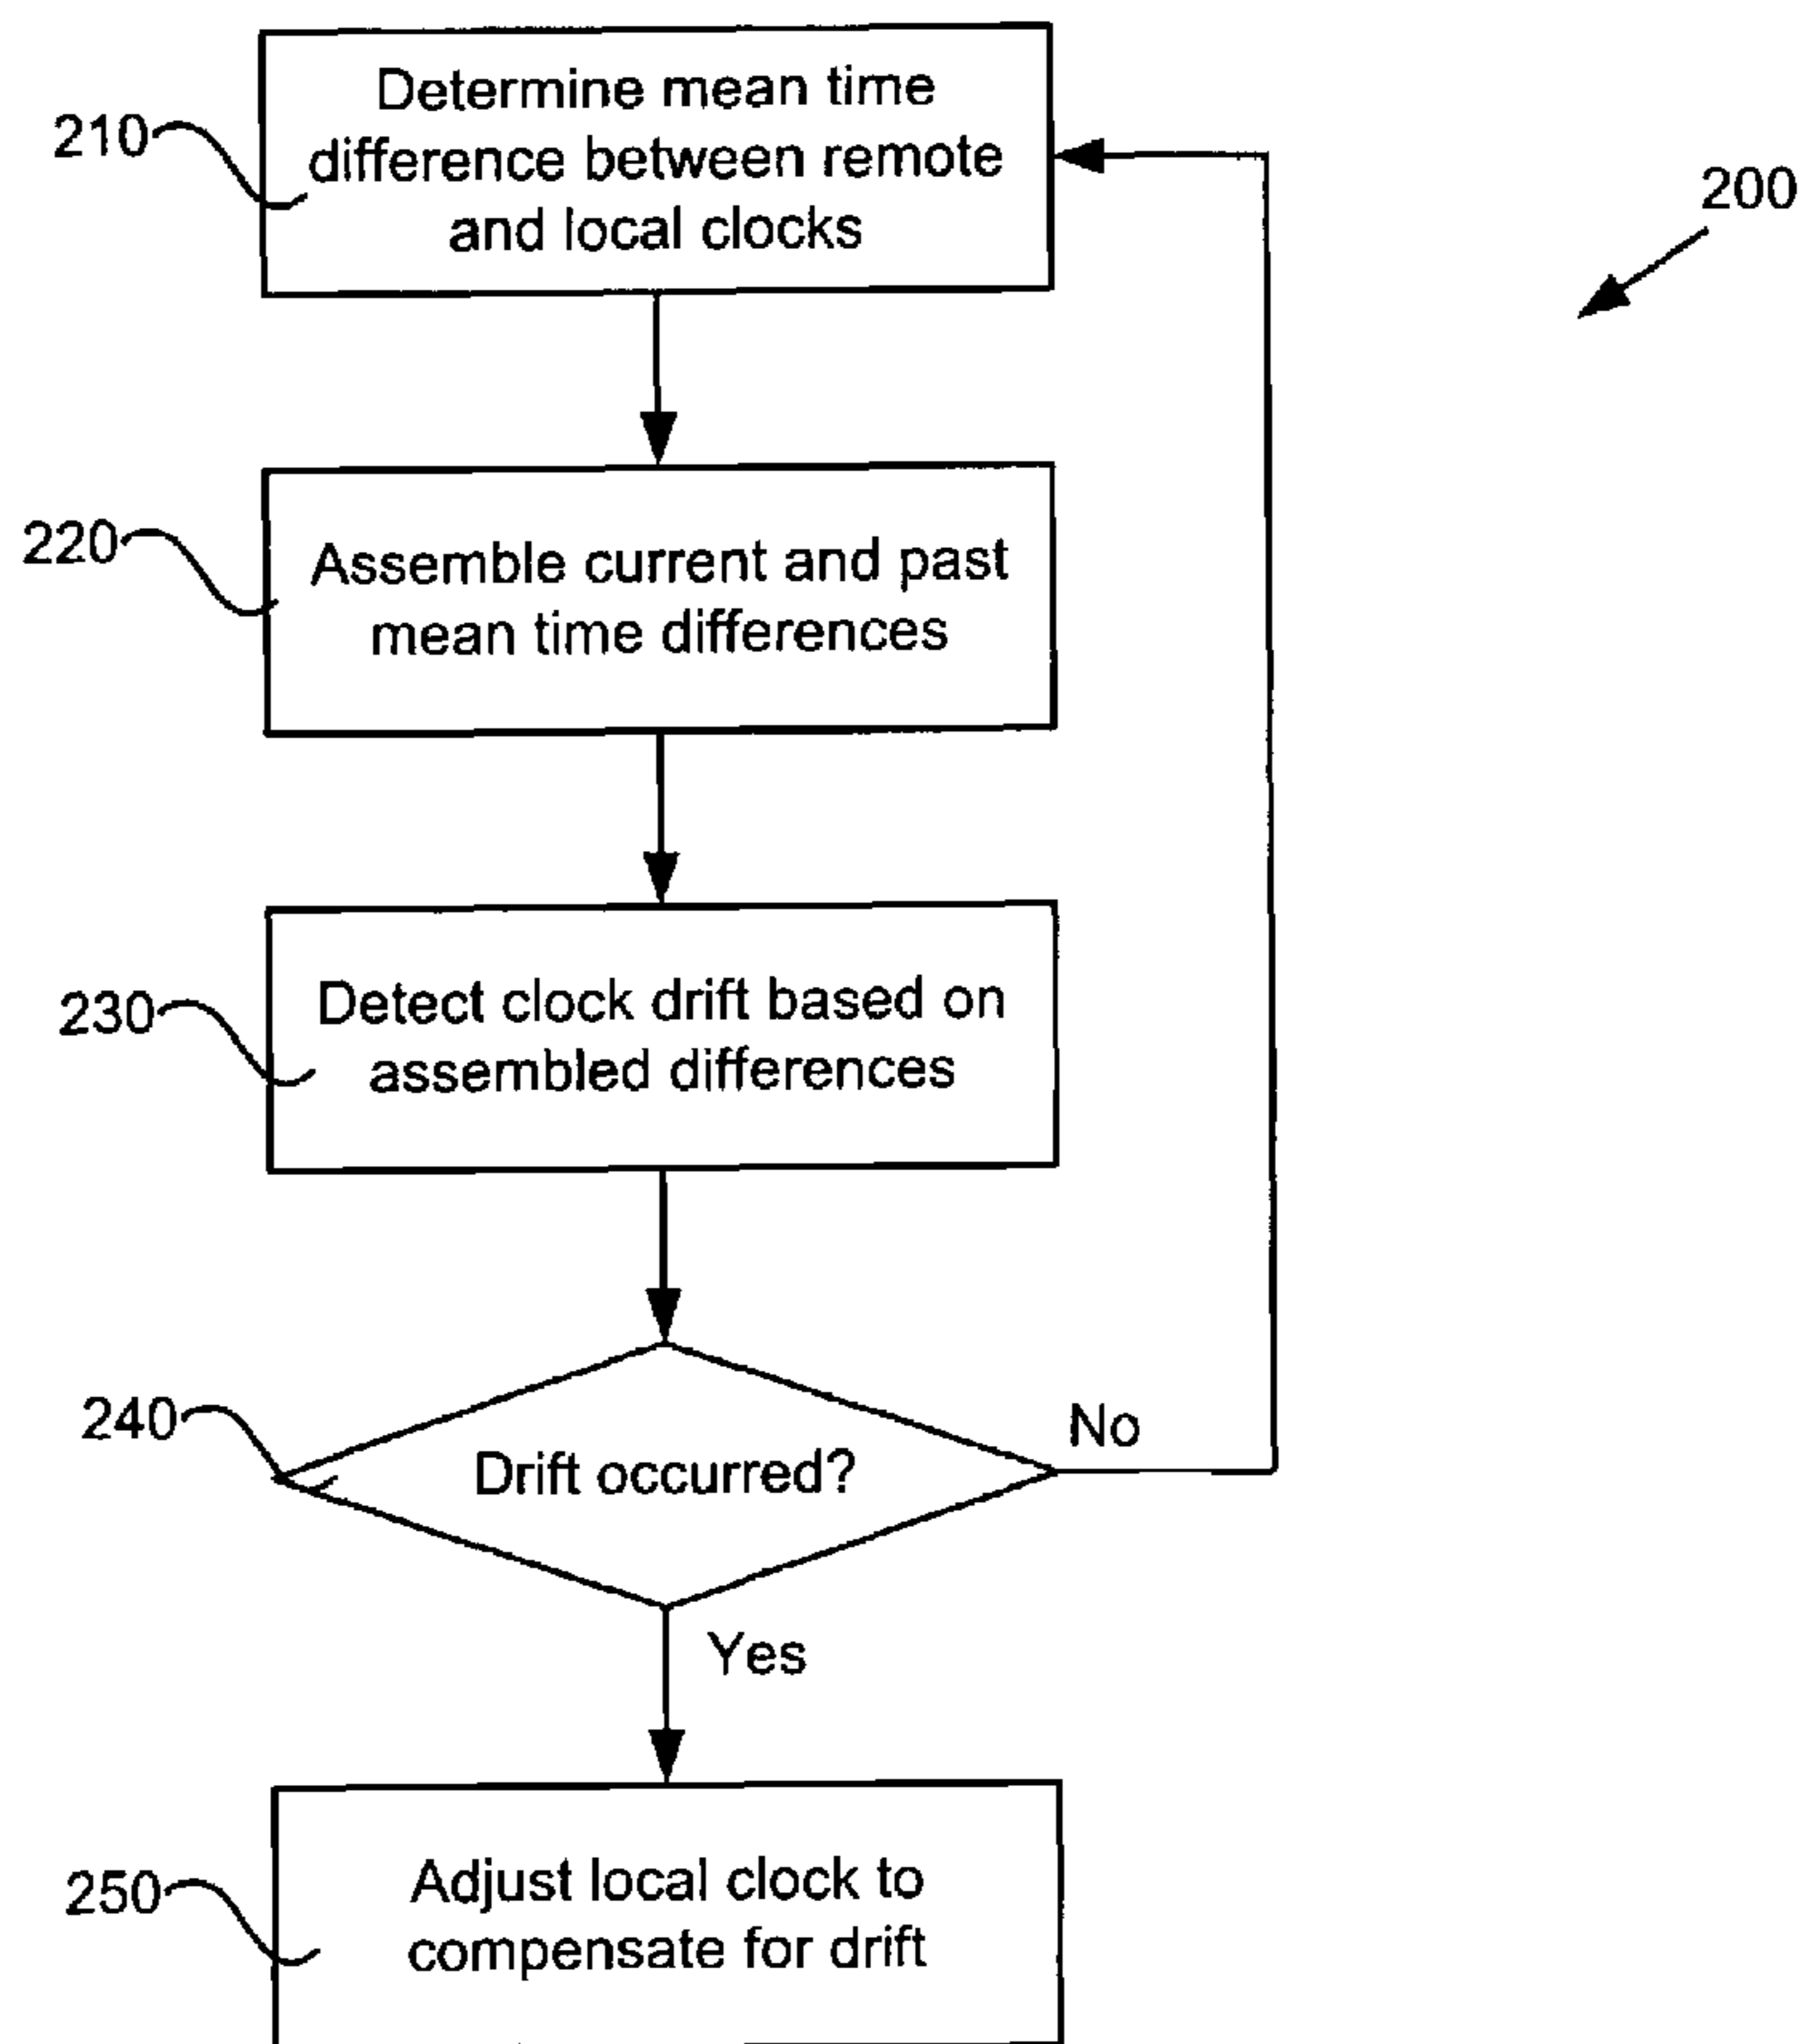 210
Determine mean time
difference between remote
and local clocks
200
220
Assemble current and past
mean time differences
230
Detect clock drift based on
assembled differences
240
Drift occurred?
No
Yes
250
Adjust local clock to
compensate for drift